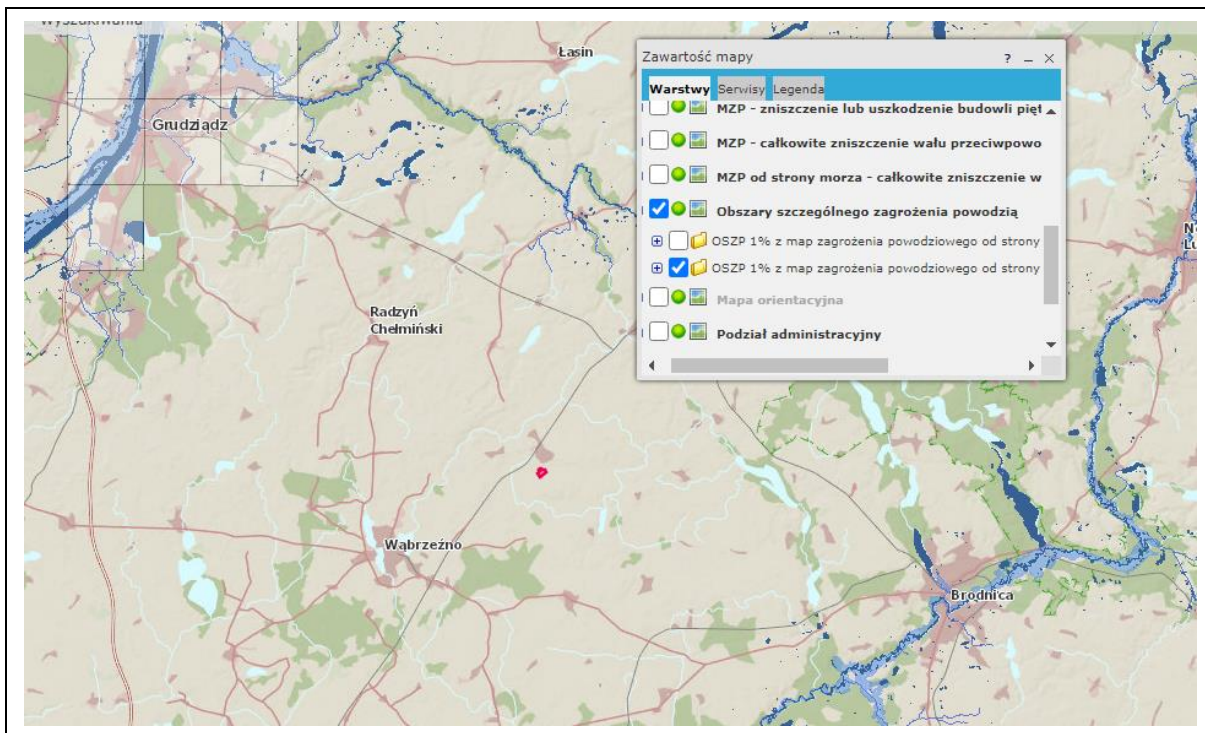 Wyszukiwania
Łasin
Grudziądz
Radzyń
Chełmiński
Wąbrzeźno
Brodnica
Zawartość mapy
? – ×
Warstwy Serwisy Legenda
MZP - zniszczenie lub uszkodzenie budowli pięt
MZP - całkowite zniszczenie wału przeciwpowo
MZP od strony morza - całkowite zniszczenie w
Obszary szczególnego zagrożenia powodzią
OSZP 1% z map zagrożenia powodziowego od strony
OSZP 1% z map zagrożenia powodziowego od strony
Mapa orientacyjna
Podział administracyjny